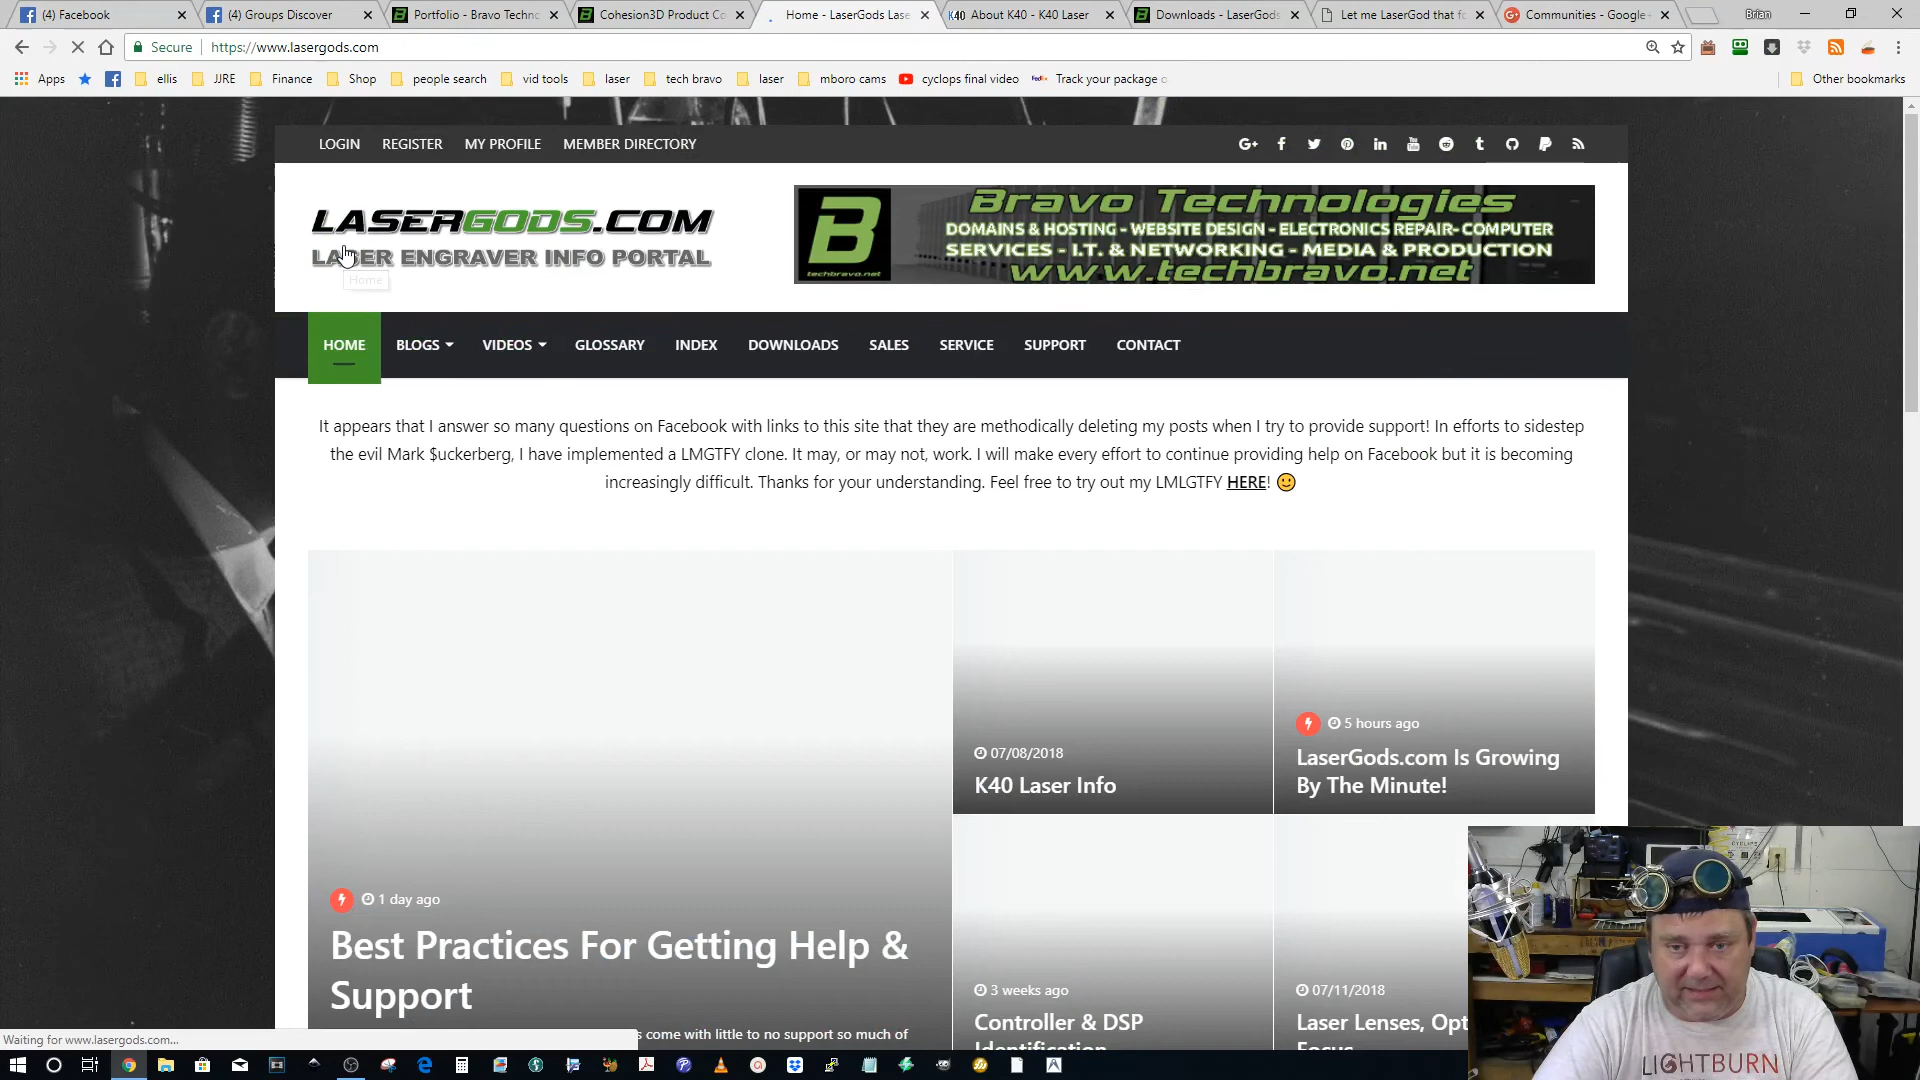 (4) Facebook
(4) Groups Discover
Portfolio - Bravo Techno
Cohesion3D Product Co
Home - LaserGods Lase
K40 About K40 - K40 Laser
Downloads - LaserGods
Let me LaserGod that fo
Communities - Google+
Brian
Secure https://www.lasergods.com
Apps ellis JJRE Finance Shop people search vid tools laser tech bravo laser mboro cams cyclops final video FedEx Track your package o Other bookmarks
LOGIN REGISTER MY PROFILE MEMBER DIRECTORY
LASERGODS.COM
LASER ENGRAVER INFO PORTAL
Home
Bravo Technologies
DOMAINS & HOSTING - WEBSITE DESIGN - ELECTRONICS REPAIR- COMPUTER
SERVICES - I.T. & NETWORKING - MEDIA & PRODUCTION
www.techbravo.net
B
techbravo.net
HOME BLOGS VIDEOS GLOSSARY INDEX DOWNLOADS SALES SERVICE SUPPORT CONTACT
It appears that I answer so many questions on Facebook with links to this site that they are methodically deleting my posts when I try to provide support! In efforts to sidestep
the evil Mark $uckerberg, I have implemented a LMGTFY clone. It may, or may not, work. I will make every effort to continue providing help on Facebook but it is becoming
increasingly difficult. Thanks for your understanding. Feel free to try out my LMLGTFY HERE! 🙂
07/08/2018
K40 Laser Info
5 hours ago
LaserGods.com Is Growing
By The Minute!
1 day ago
Best Practices For Getting Help &
Support
s come with little to no support so much of
3 weeks ago
Controller & DSP
Identification
07/11/2018
Laser Lenses, Opt
Focus
Waiting for www.lasergods.com...
LIGHTBURN